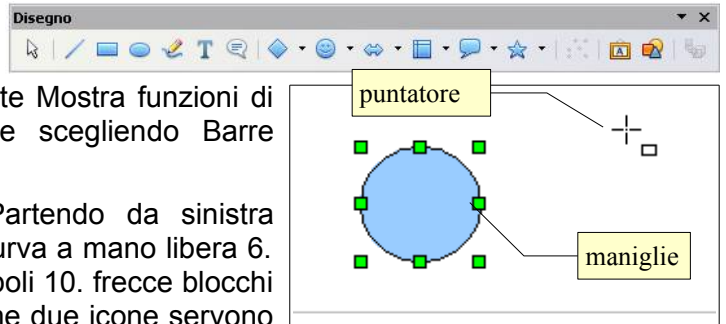 Disegno
te Mostra funzioni di
e scegliendo Barre
Partendo da sinistra
urva a mano libera 6.
oli 10. frecce blocchi
ne due icone servono
puntatore
maniglie